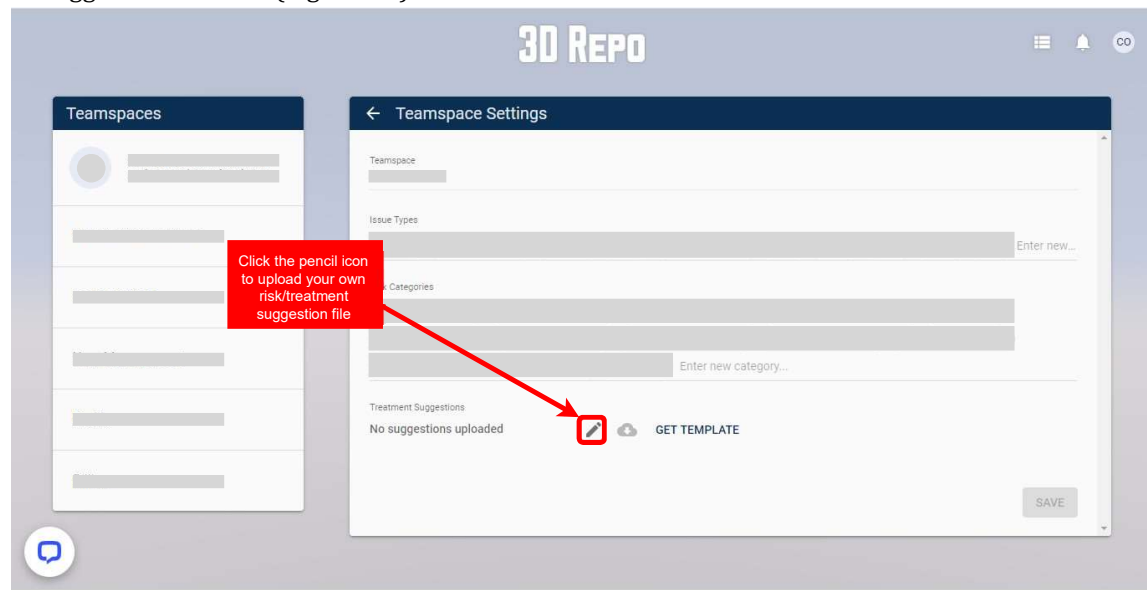 3D REPO
CO
Teamspaces
Teamspace Settings
Teamspace
Issue Types
Enter new...
Click the pencil icon
to upload your own
risk/treatment
suggestion file
Categories
Enter new category...
Treatment Suggestions
No suggestions uploaded
GET TEMPLATE
SAVE